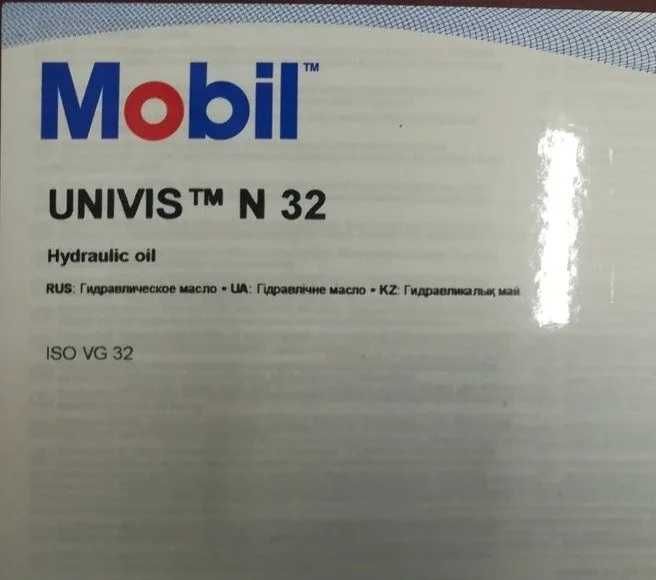 Mobil™
UNIVIS™ N 32
Hydraulic oil
RUS: Гидравлическое масло • UA: Гідравлічне масло • KZ: Гидравликалық май
ISO VG 32